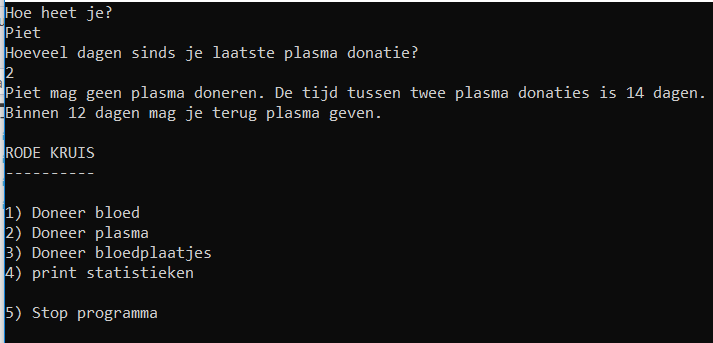 Hoe heet je?
Piet
Hoeveel dagen sinds je laatste plasma donatie?
2
Piet mag geen plasma doneren. De tijd tussen twee plasma donaties is 14 dagen.
Binnen 12 dagen mag je terug plasma geven.
RODE KRUIS
----------
1) Doneer bloed
2) Doneer plasma
3) Doneer bloedplaatjes
4) print statistieken
5) Stop programma